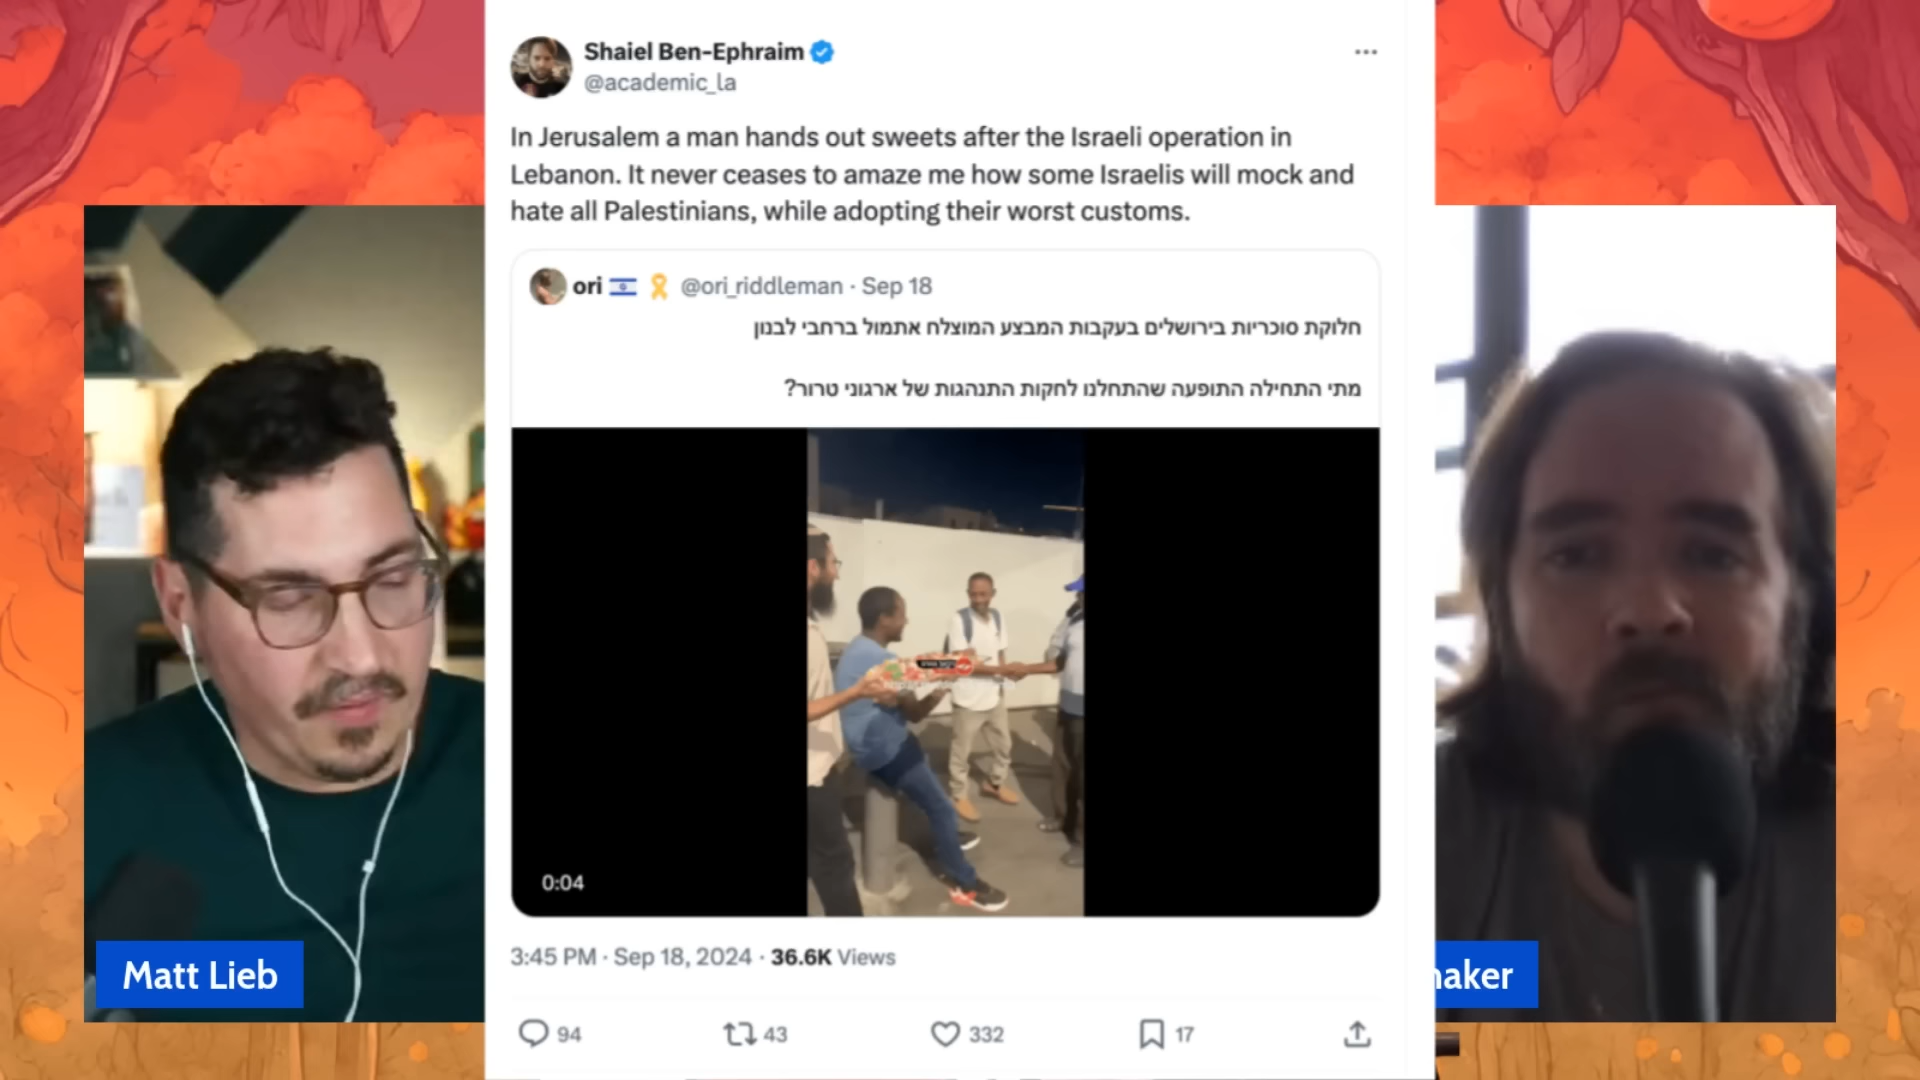 Shaiel Ben-Ephraim
@academic_la
In Jerusalem a man hands out sweets after the Israeli operation in
Lebanon. It never ceases to amaze me how some Israelis will mock and
hate all Palestinians, while adopting their worst customs.
ori @ori_riddleman · Sep 18
חלוקת סוכריות בירושלים בעקבות המבצע המוצלח אתמול ברחבי לבנון
מתי התחילה התופעה שהתחלנו לחקות התנהגות של ארגוני טרור?
0:04
3:45 PM · Sep 18, 2024 · 36.6K Views
94 43 332 17
Matt Lieb
naker